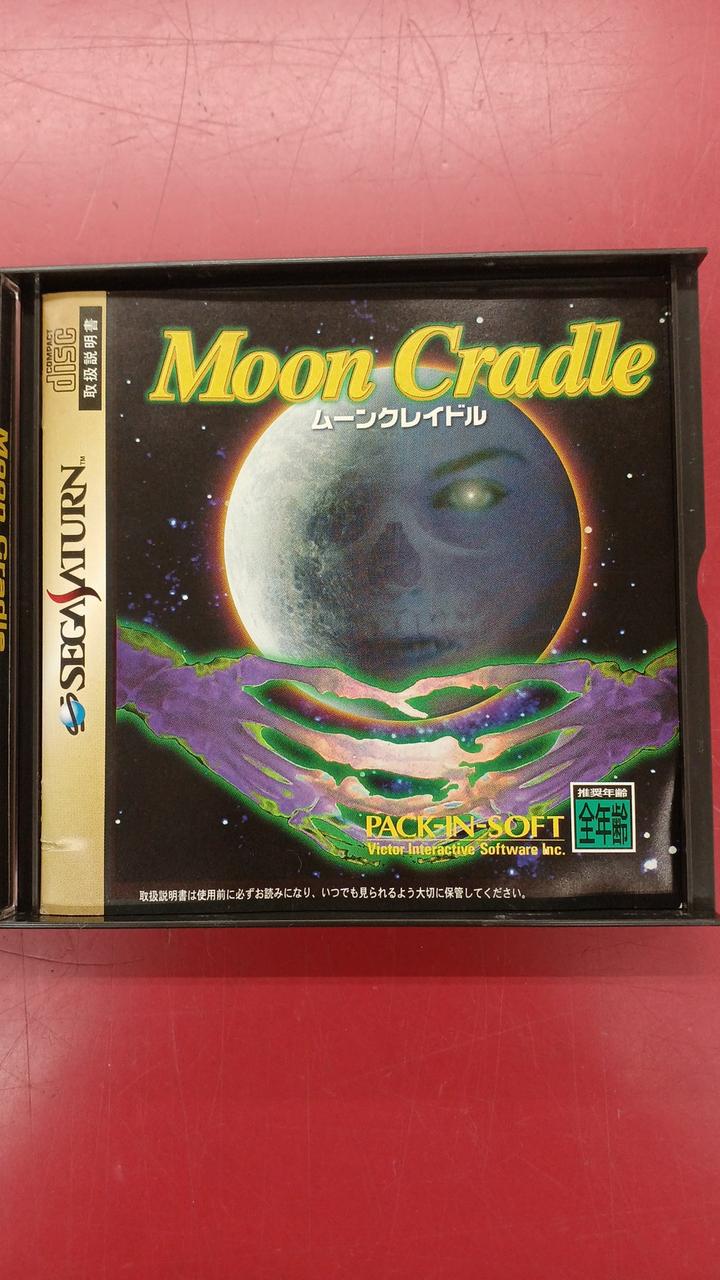 Moon Cradle
ムーンクレイドル
COMPACT
disc
取扱説明書
SEGA SATURN™
PACK-IN-SOFT
Victor Interactive Software Inc.
推奨年齢
全年齢
取扱説明書は使用前に必ずお読みになり、いつでも見られるよう大切に保管してください。
Moon Cradle